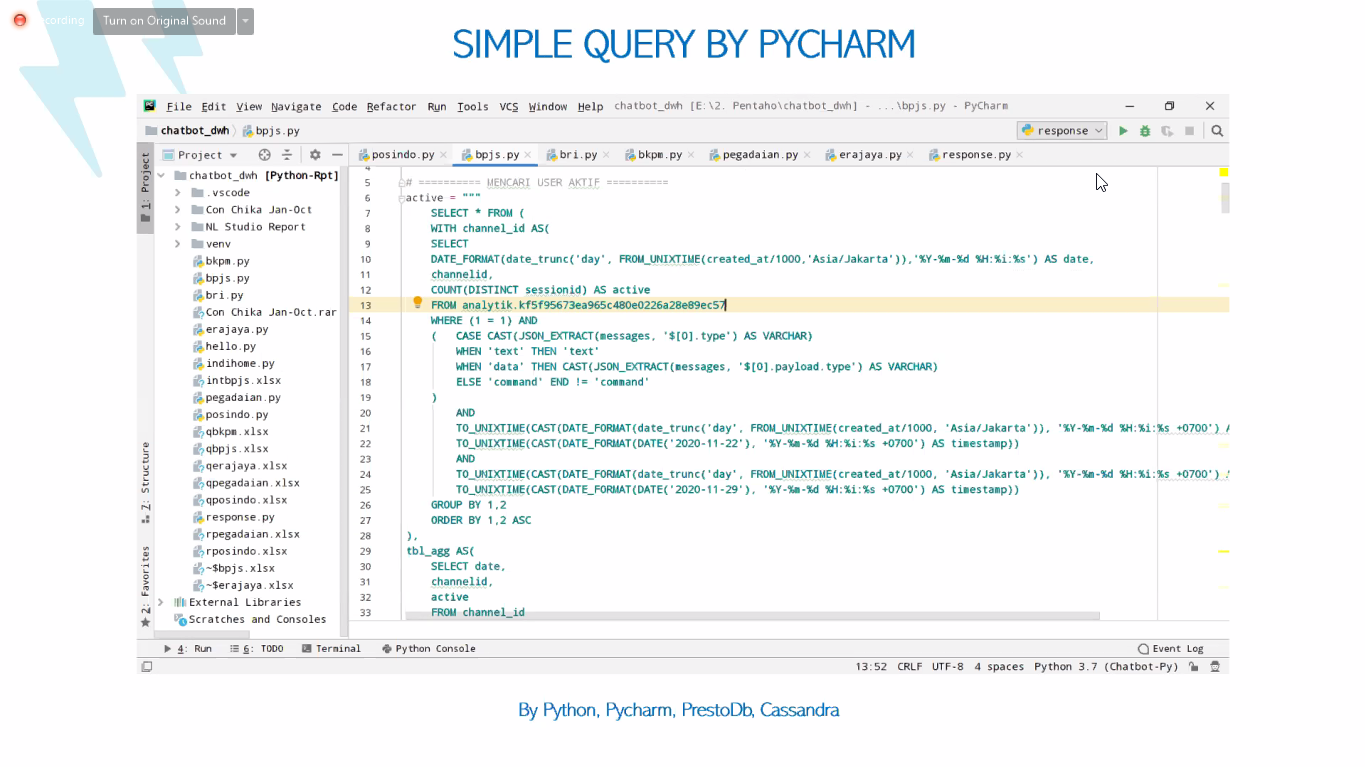 Turn on Original Sound
SIMPLE QUERY BY PYCHARM
File Edit View Navigate Code Refactor Run Tools VCS Window Help chatbot_dwh [E:\2. Pentaho\chatbot_dwh] - ...\bpjs.py - PyCharm
chatbot_dwh bpjs.py response
1: Project
Project
posindo.py bpjs.py bri.py bkpm.py pegadaian.py erajaya.py response.py
chatbot_dwh [Python-Rpt]
.vscode
Con Chika Jan-Oct
NL Studio Report
venv
bkpm.py
bpjs.py
bri.py
Con Chika Jan-Oct.rar
erajaya.py
hello.py
indihome.py
intbpjs.xlsx
pegadaian.py
posindo.py
qbkpm.xlsx
qbpjs.xlsx
qerajaya.xlsx
qpegadaian.xlsx
qposindo.xlsx
response.py
rpegadaian.xlsx
rposindo.xlsx
~$bpjs.xlsx
~$erajaya.xlsx
External Libraries
Scratches and Consoles
7: Structure
2: Favorites
5 # ========== MENCARI USER AKTIF ==========
6 active = """
7 SELECT * FROM (
8 WITH channel_id AS(
9 SELECT
10 DATE_FORMAT(date_trunc('day', FROM_UNIXTIME(created_at/1000,'Asia/Jakarta')),'%Y-%m-%d %H:%i:%s') AS date,
11 channelid,
12 COUNT(DISTINCT sessionid) AS active
13 FROM analytik.kf5f95673ea965c480e0226a28e89ec57
14 WHERE (1 = 1) AND
15 ( CASE CAST(JSON_EXTRACT(messages, '$[0].type') AS VARCHAR)
16 WHEN 'text' THEN 'text'
17 WHEN 'data' THEN CAST(JSON_EXTRACT(messages, '$[0].payload.type') AS VARCHAR)
18 ELSE 'command' END != 'command'
19 )
20 AND
21 TO_UNIXTIME(CAST(DATE_FORMAT(date_trunc('day', FROM_UNIXTIME(created_at/1000, 'Asia/Jakarta')), '%Y-%m-%d %H:%i:%s +0700')
22 TO_UNIXTIME(CAST(DATE_FORMAT(DATE('2020-11-22'), '%Y-%m-%d %H:%i:%s +0700') AS timestamp))
23 AND
24 TO_UNIXTIME(CAST(DATE_FORMAT(date_trunc('day', FROM_UNIXTIME(created_at/1000, 'Asia/Jakarta')), '%Y-%m-%d %H:%i:%s +0700')
25 TO_UNIXTIME(CAST(DATE_FORMAT(DATE('2020-11-29'), '%Y-%m-%d %H:%i:%s +0700') AS timestamp))
26 GROUP BY 1,2
27 ORDER BY 1,2 ASC
28 ),
29 tbl_agg AS(
30 SELECT date,
31 channelid,
32 active
33 FROM channel_id
4: Run 6: TODO Terminal Python Console Event Log
13:52 CRLF UTF-8 4 spaces Python 3.7 (Chatbot-Py)
By Python, Pycharm, PrestoDb, Cassandra